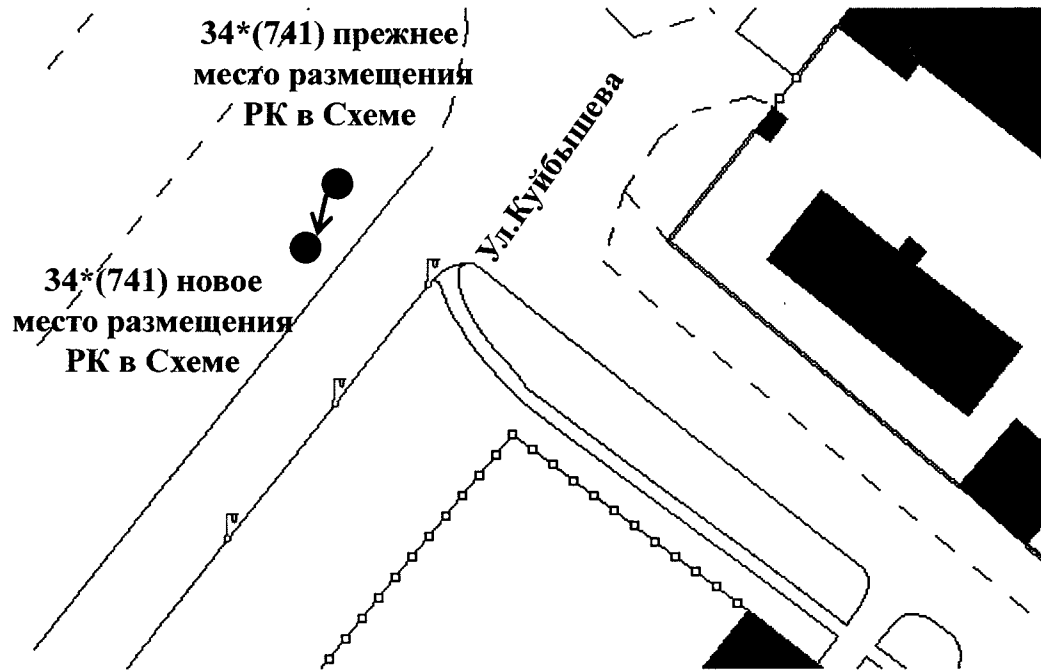 34*(741) прежнее
место размещения
РК в Схеме
Ул.Куйбышева
34*(741) новое
место размещения
РК в Схеме